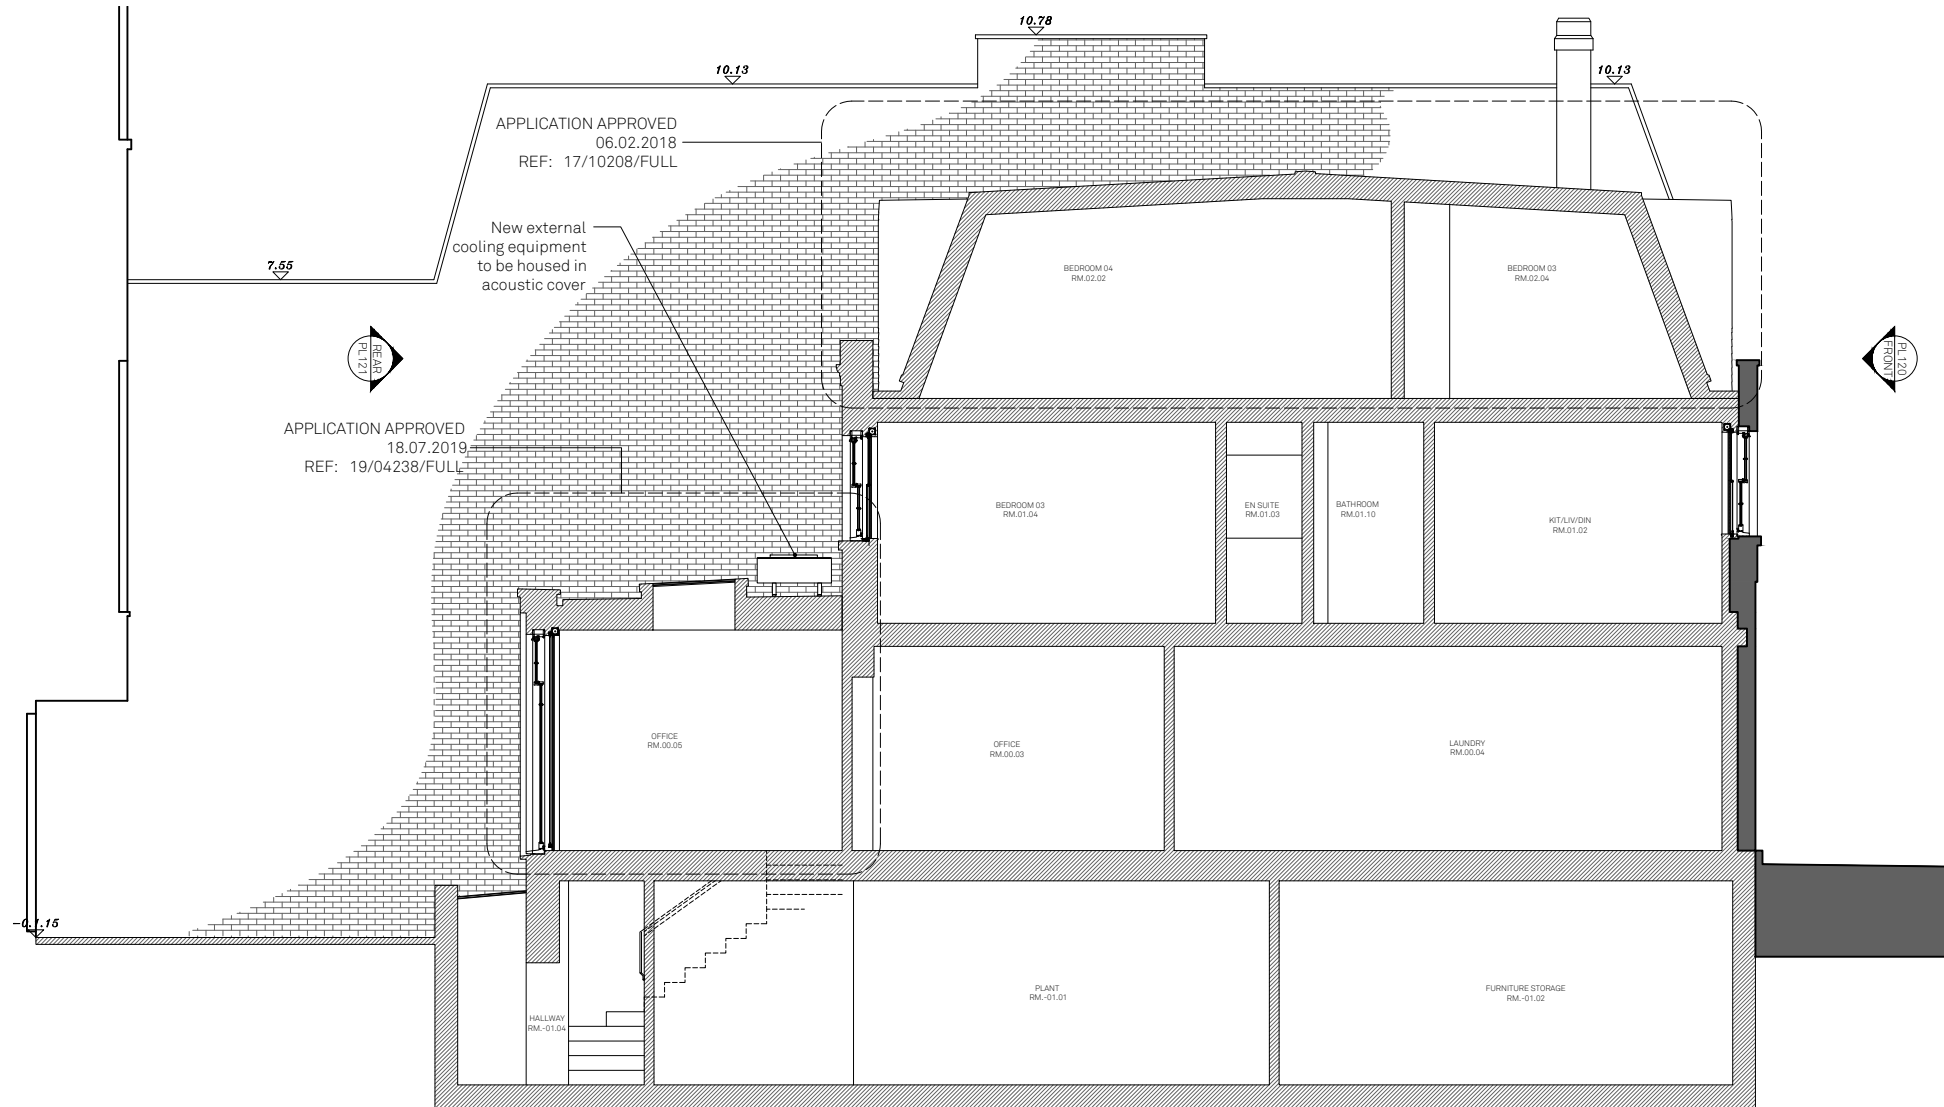 10.78
10.13
10.13
APPLICATION APPROVED
06.02.2018
REF: 17/10208/FULL
New external
cooling equipment
to be housed in
acoustic cover
7.55
BEDROOM 04
RM.02.02
BEDROOM 03
RM.02.04
REAR
PL121
PL120
FRONT
APPLICATION APPROVED
18.07.2019
REF: 19/04238/FULL
BEDROOM 03
RM.01.04
EN SUITE
RM.01.03
BATHROOM
RM.01.10
KIT/LIV/DIN
RM.01.02
OFFICE
RM.00.05
OFFICE
RM.00.03
LAUNDRY
RM.00.04
-0.1.15
PLANT
RM.-01.01
FURNITURE STORAGE
RM.-01.02
HALLWAY
RM.-01.04